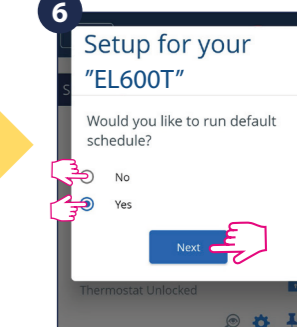 6
Setup for your
"EL600T"
Would you like to run default
schedule?
No
Yes
Next
Thermostat Unlocked